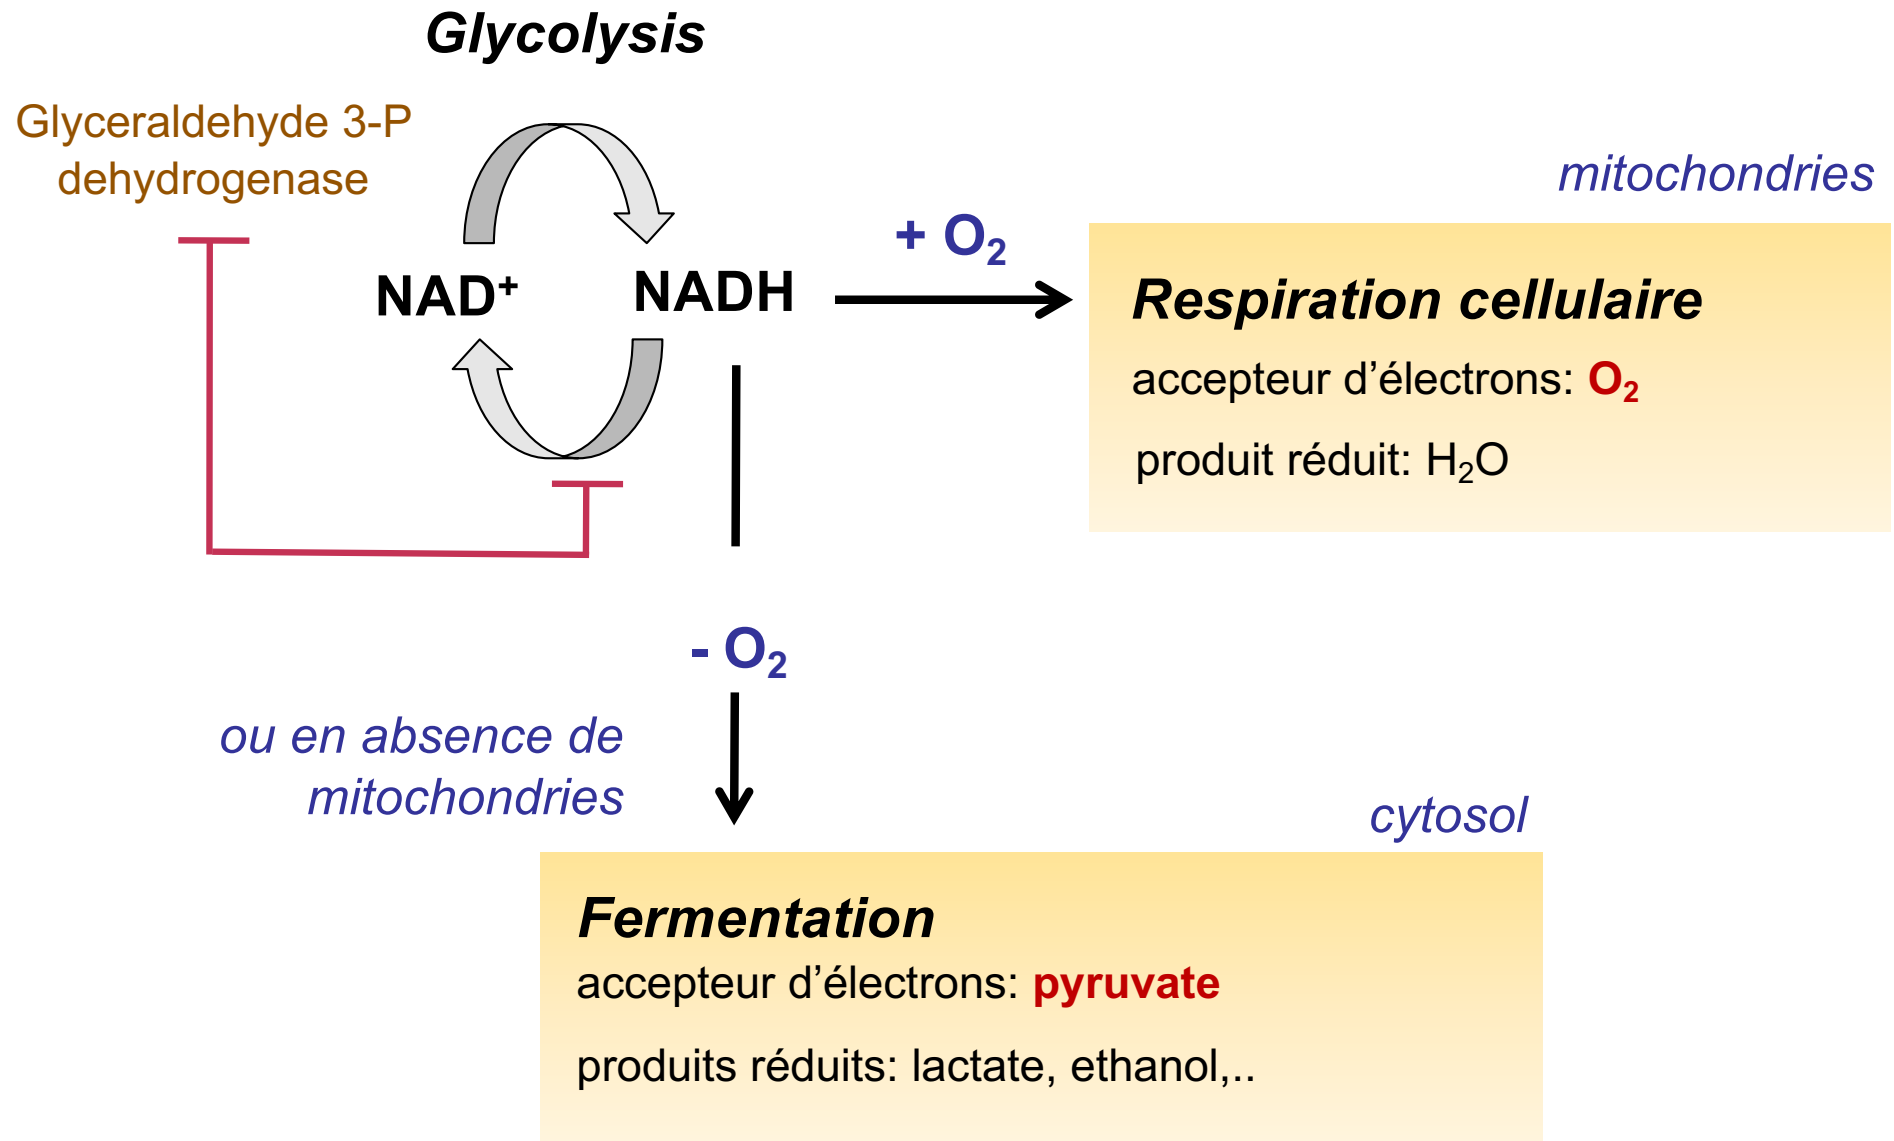 Glycolysis
Glyceraldehyde 3-P
dehydrogenase
mitochondries
+ O₂
NAD⁺
NADH
Respiration cellulaire
accepteur d’électrons: O₂
produit réduit: H₂O
- O₂
ou en absence de
mitochondries
cytosol
Fermentation
accepteur d’électrons: pyruvate
produits réduits: lactate, ethanol,..